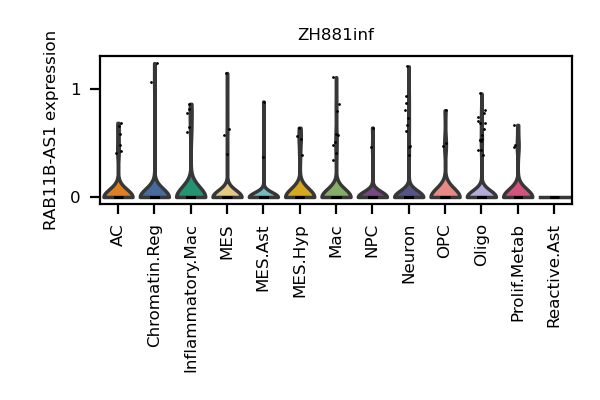 ZH881inf
RAB11B-AS1 expression
1
0
AC
Chromatin.Reg
Inflammatory.Mac
MES
MES.Ast
MES.Hyp
Mac
NPC
Neuron
OPC
Oligo
Prolif.Metab
Reactive.Ast